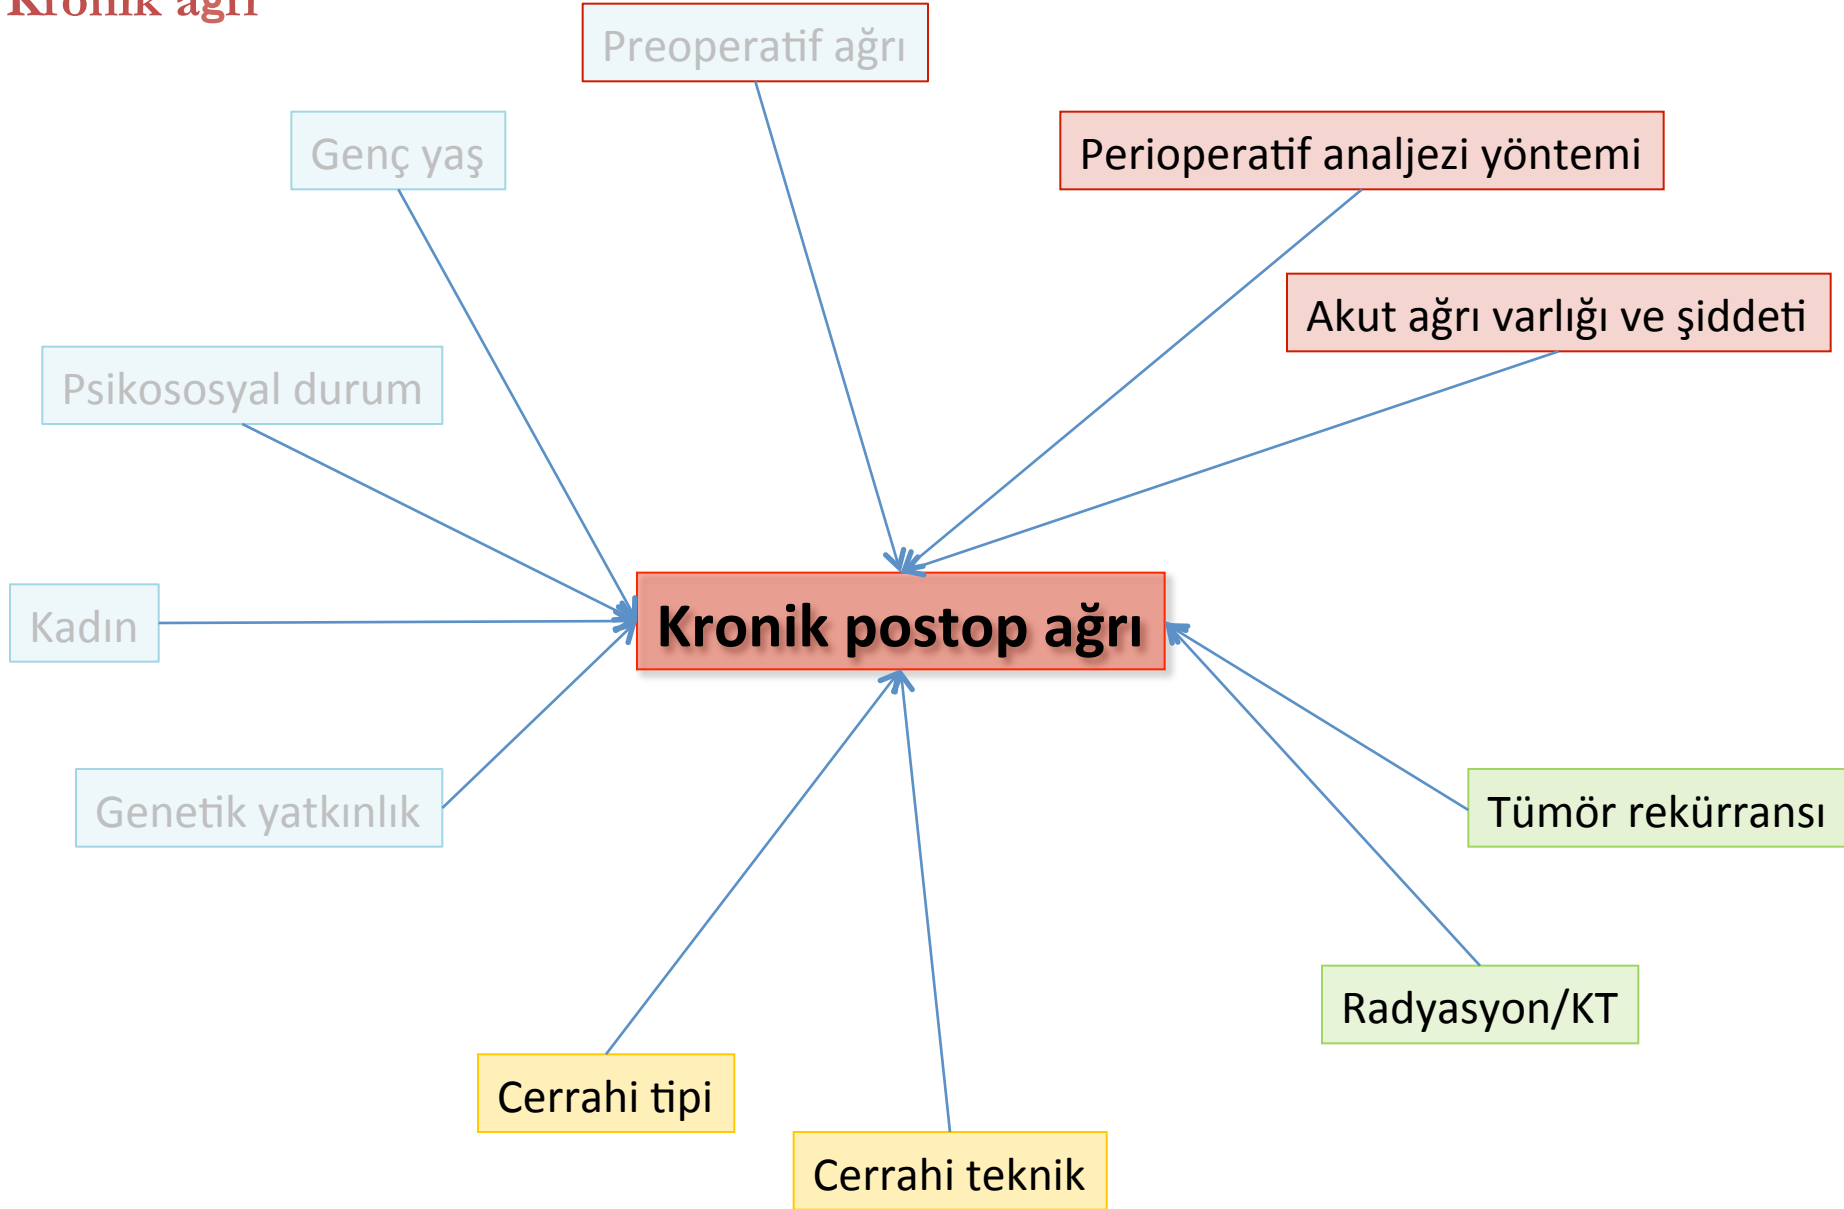 Kronik ağrı
Preoperatif ağrı
Genç yaş
Perioperatif analjezi yöntemi
Akut ağrı varlığı ve şiddeti
Psikososyal durum
Kadın
Kronik postop ağrı
Genetik yatkınlık
Tümör rekürransı
Radyasyon/KT
Cerrahi tipi
Cerrahi teknik